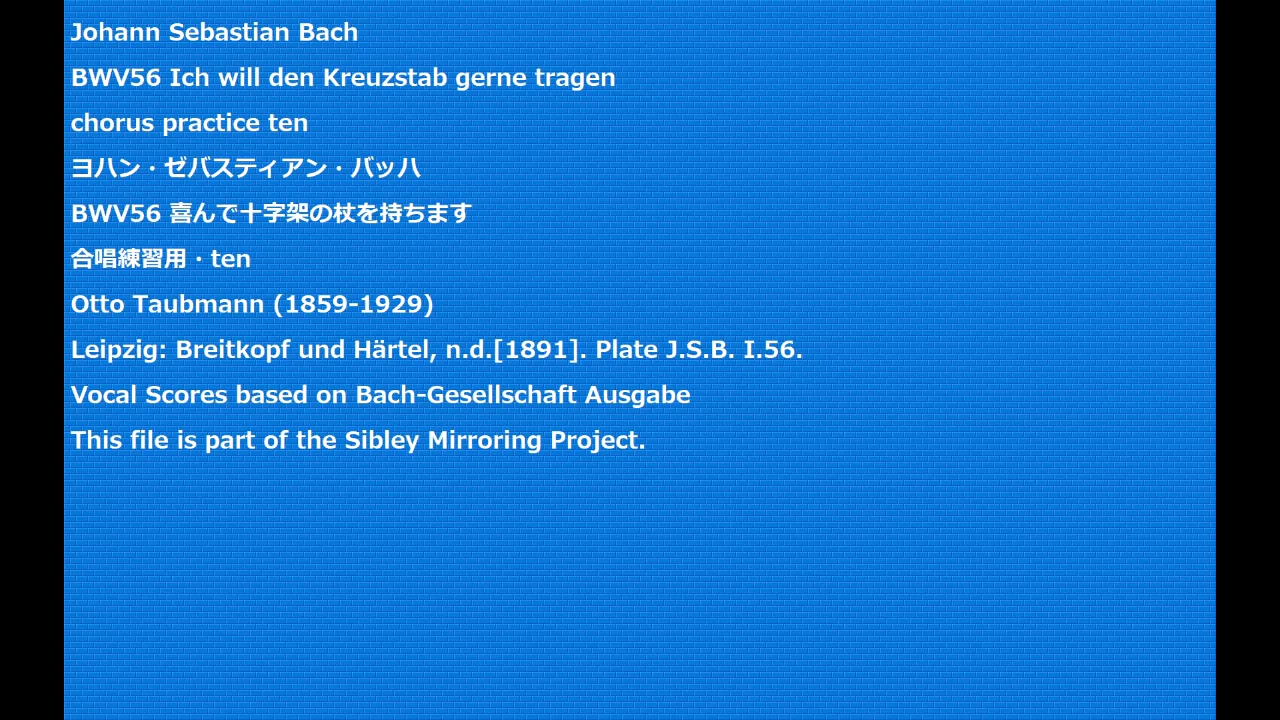 Johann Sebastian Bach
BWV56 Ich will den Kreuzstab gerne tragen
chorus practice ten
ヨハン・ゼバスティアン・バッハ
BWV56 喜んで十字架の杖を持ちます
合唱練習用・ten
Otto Taubmann (1859-1929)
Leipzig: Breitkopf und Härtel, n.d.[1891]. Plate J.S.B. I.56.
Vocal Scores based on Bach-Gesellschaft Ausgabe
This file is part of the Sibley Mirroring Project.